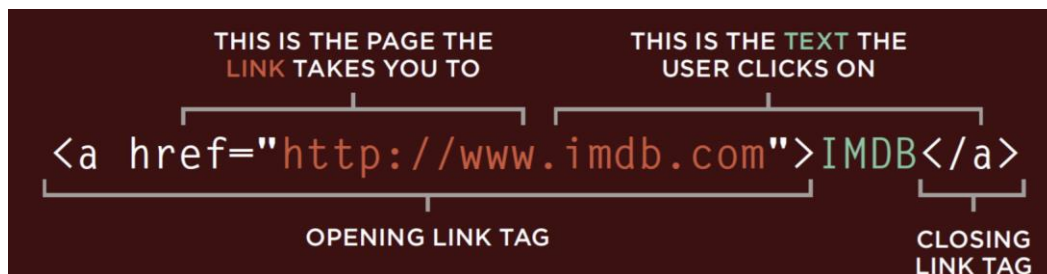 THIS IS THE PAGE THE
LINK TAKES YOU TO
THIS IS THE TEXT THE
USER CLICKS ON
<a href="http://www.imdb.com">IMDB</a>
OPENING LINK TAG
CLOSING
LINK TAG